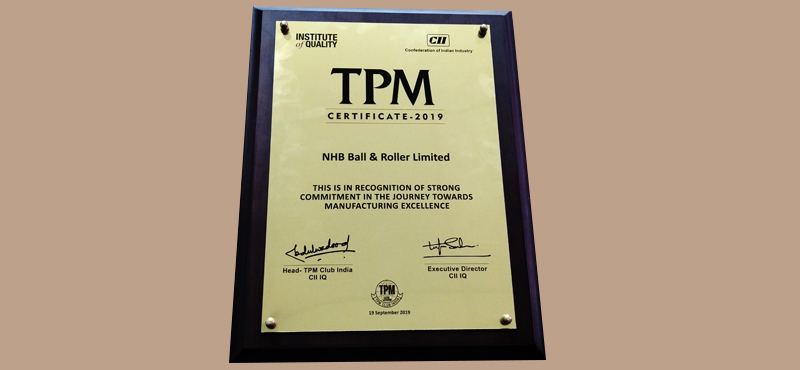 INSTITUTE
of QUALITY
CII
Confederation of Indian Industry
TPM
CERTIFICATE-2019
NHB Ball & Roller Limited
THIS IS IN RECOGNITION OF STRONG
COMMITMENT IN THE JOURNEY TOWARDS
MANUFACTURING EXCELLENCE
Head- TPM Club India
CII IQ
Executive Director
CII IQ
TPM
19 September 2019